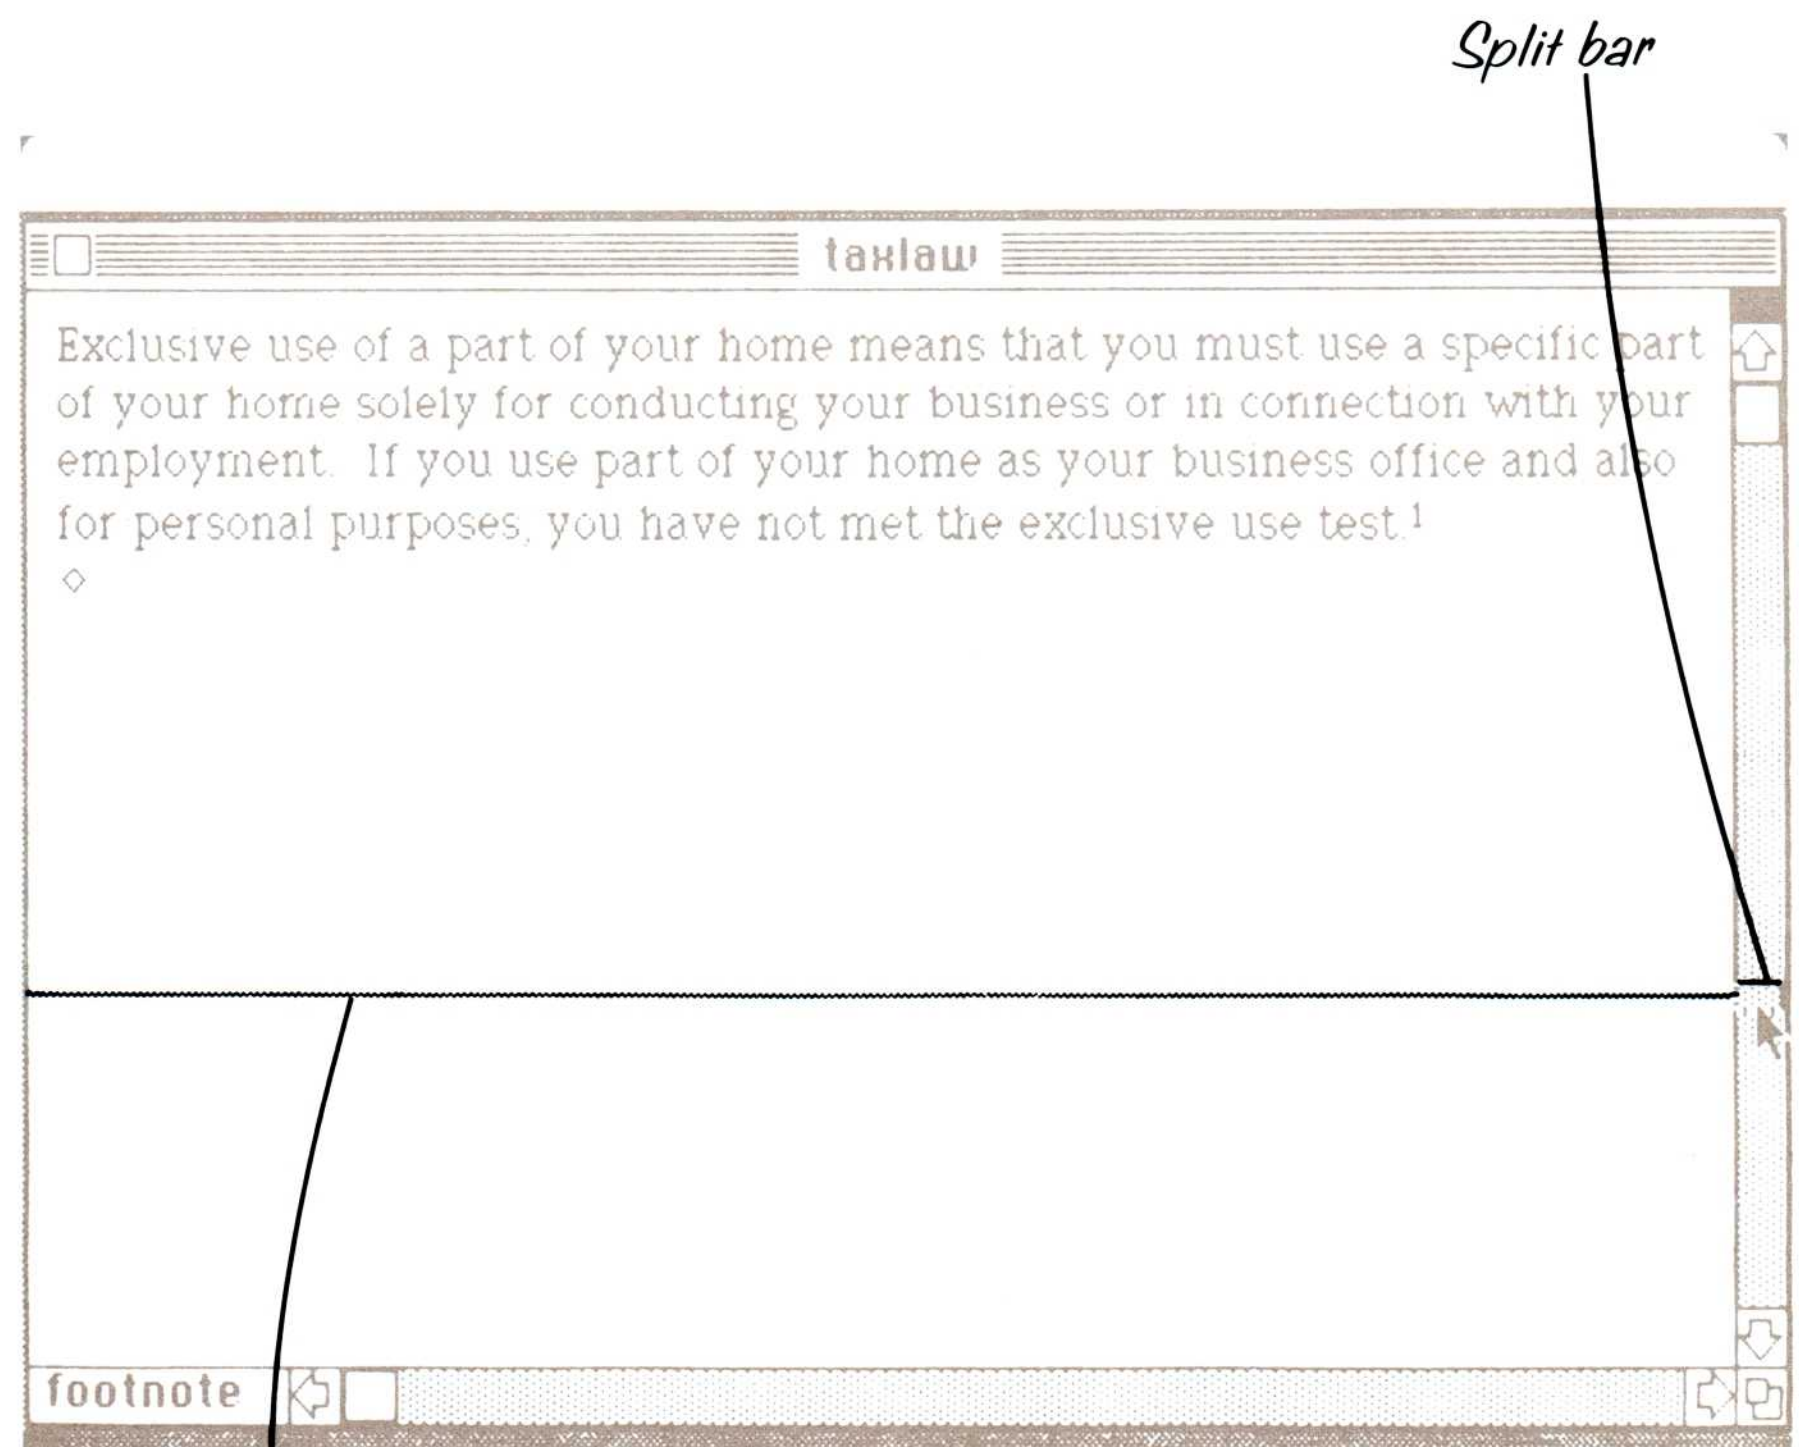 Split bar
taxlaw
Exclusive use of a part of your home means that you must use a specific part
of your home solely for conducting your business or in connection with your
employment. If you use part of your home as your business office and also
for personal purposes, you have not met the exclusive use test.¹
footnote